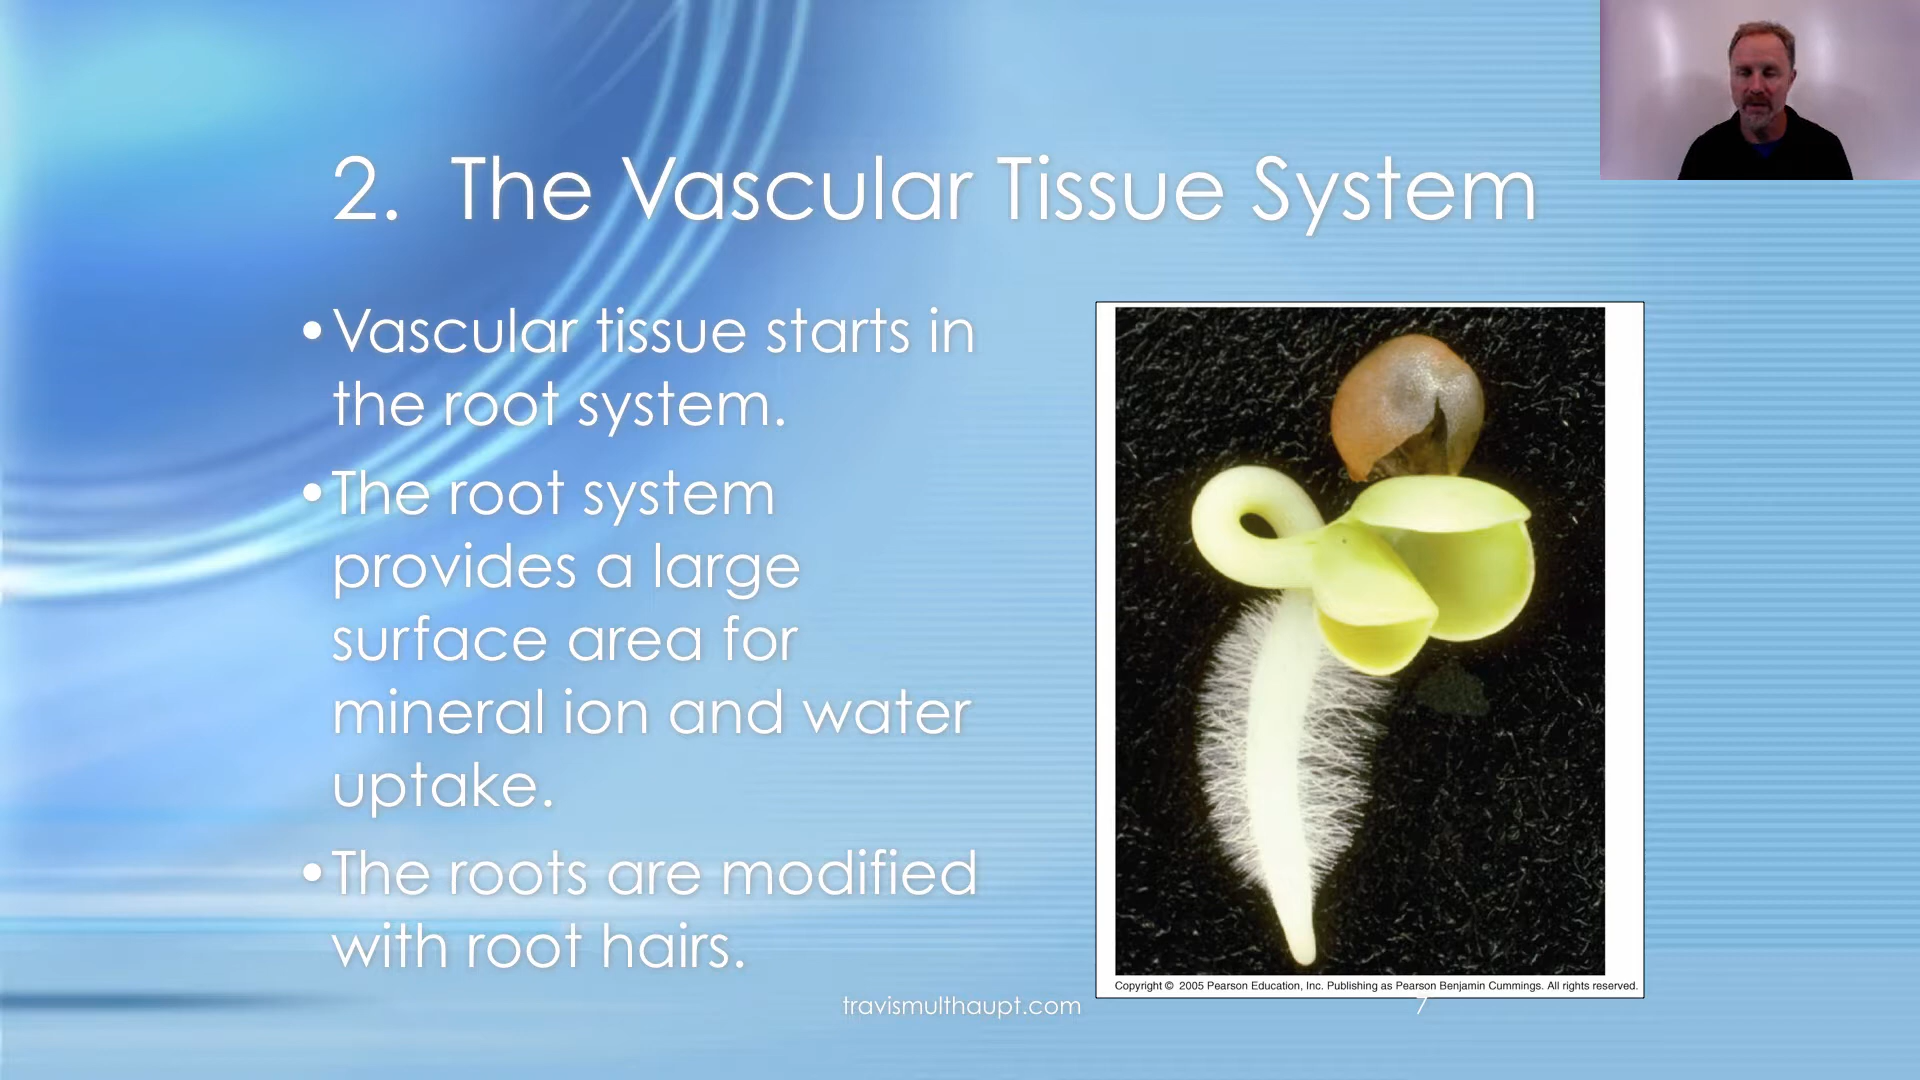 2. The Vascular Tissue System
•Vascular tissue starts in
the root system.
•The root system
provides a large
surface area for
mineral ion and water
uptake.
•The roots are modified
with root hairs.
Copyright © 2005 Pearson Education, Inc. Publishing as Pearson Benjamin Cummings. All rights reserved.
travismulthaupt.com
7